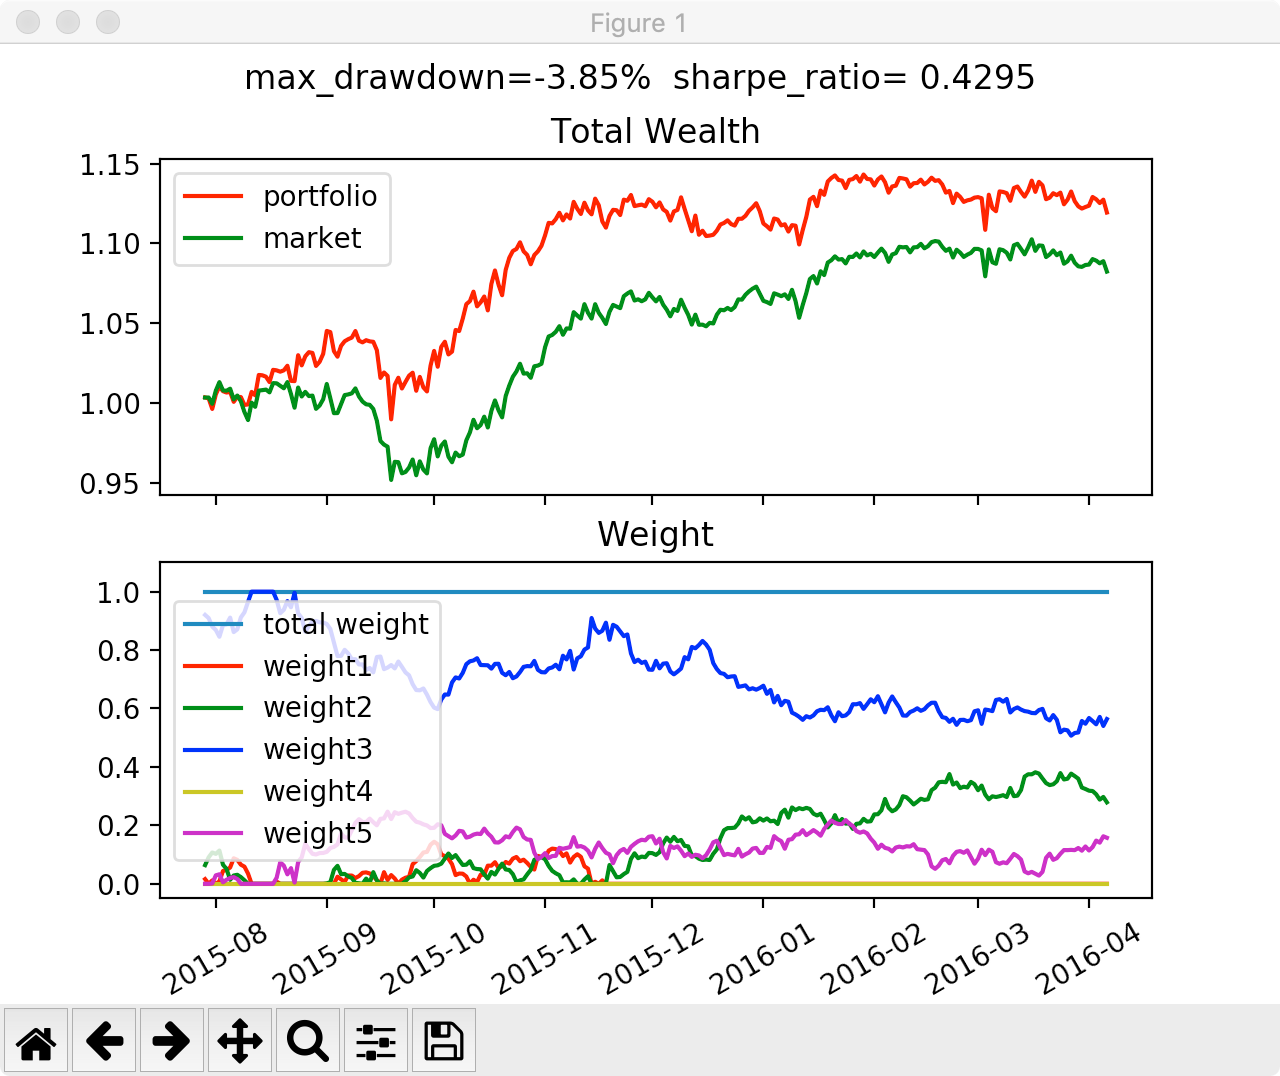 Figure 1
max_drawdown=-3.85%  sharpe_ratio= 0.4295
Total Wealth
1.15
1.10
1.05
1.00
0.95
portfolio
market
Weight
1.0
0.8
0.6
0.4
0.2
0.0
total weight
weight1
weight2
weight3
weight4
weight5
2015-08
2015-09
2015-10
2015-11
2015-12
2016-01
2016-02
2016-03
2016-04